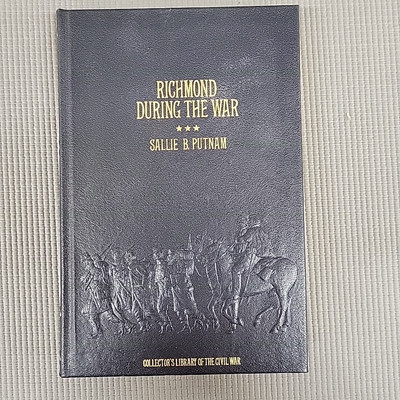 RICHMOND
DURING THE WAR
★★★
SALLIE B. PUTNAM
COLLECTOR'S LIBRARY OF THE CIVIL WAR